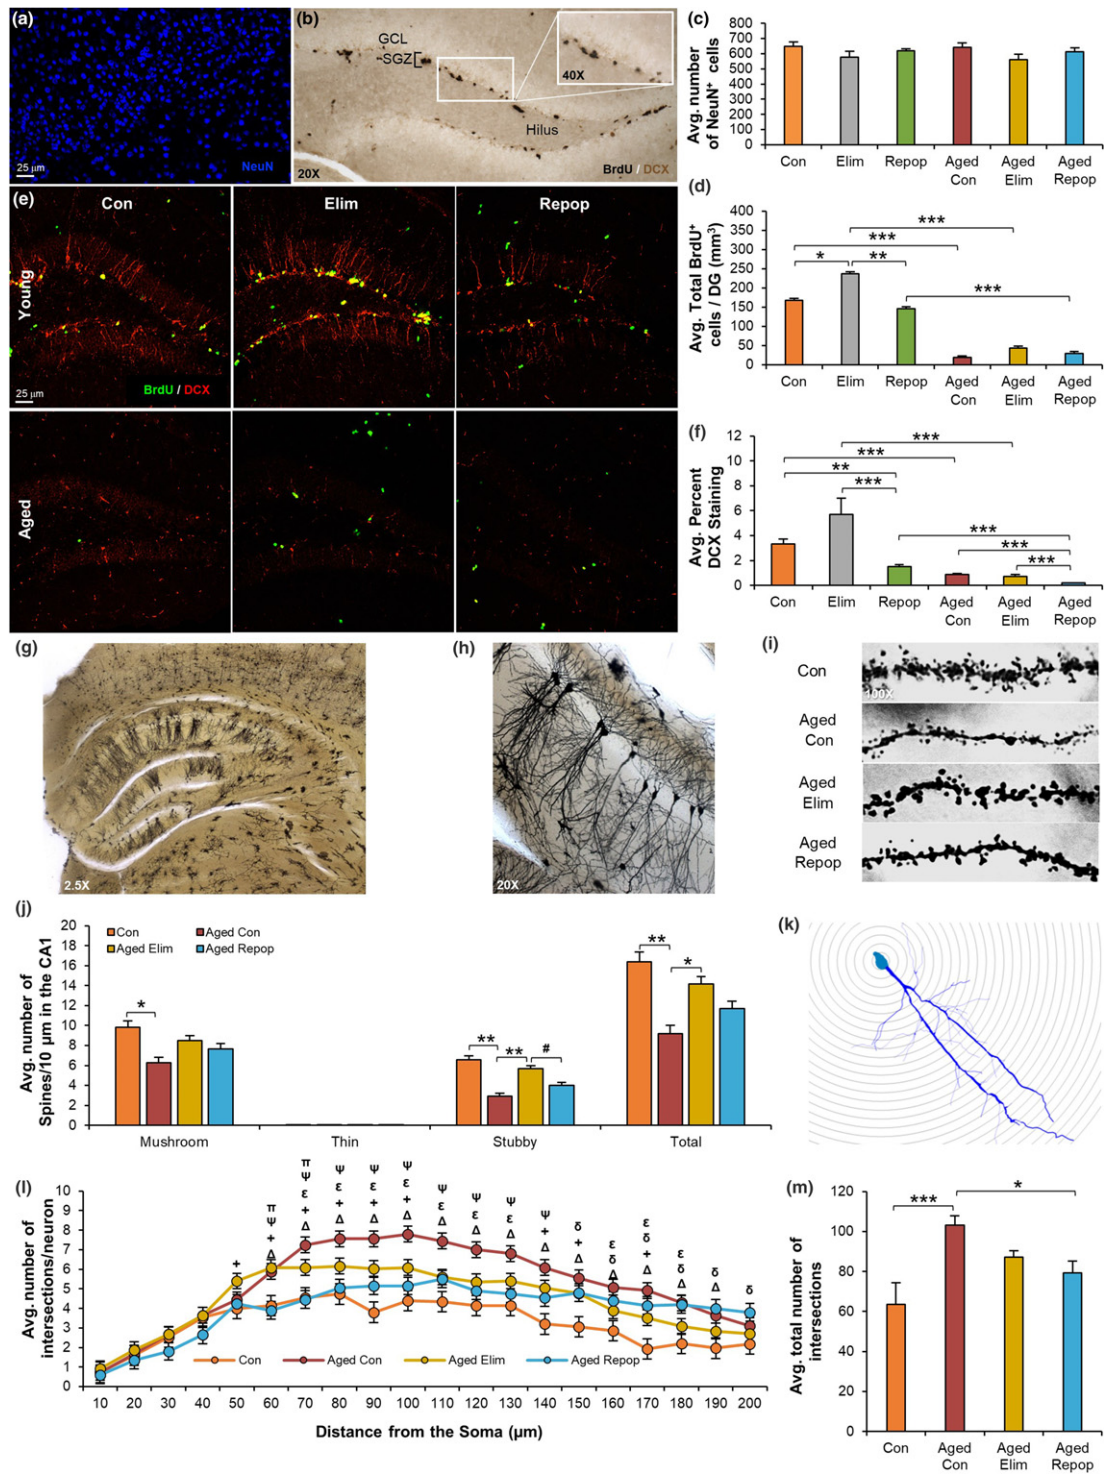 (a)
25 μm
NeuN
(b)
GCL
SGZ
40X
Hilus
20X
BrdU / DCX
(c)
Avg. number
of NeuN+ cells
800
700
600
500
400
300
200
100
0
Con
Elim
Repop
Aged
Con
Aged
Elim
Aged
Repop
(d)
Avg. Total BrdU+
cells / DG (mm3)
400
350
300
250
200
150
100
50
0
***
***
*
**
***
Con
Elim
Repop
Aged
Con
Aged
Elim
Aged
Repop
(e)
Con
Elim
Repop
Young
25 μm
BrdU / DCX
Aged
(f)
Avg. Percent
DCX Staining
12
10
8
6
4
2
0
***
***
**
***
***
***
***
Con
Elim
Repop
Aged
Con
Aged
Elim
Aged
Repop
(g)
2.5X
(h)
20X
(i)
Con
100X
Aged
Con
Aged
Elim
Aged
Repop
(j)
Avg. number of
Spines/10 μm in the CA1
20
18
16
14
12
10
8
6
4
2
0
Con
Aged Con
Aged Elim
Aged Repop
*
**
**
#
**
*
Mushroom
Thin
Stubby
Total
(k)
(l)
Avg. number of
intersections/neuron
10
9
8
7
6
5
4
3
2
1
0
π ψ ψ ψ
ψ ε ε ε ψ ψ ψ
π ε + + + ε ε ε ψ
ψ + Δ Δ Δ Δ Δ Δ + δ ε ε ε
+ Δ Δ + δ δ δ δ
+ Δ Δ + Δ Δ δ
Con
Aged Con
Aged Elim
Aged Repop
10 20 30 40 50 60 70 80 90 100 110 120 130 140 150 160 170 180 190 200
Distance from the Soma (μm)
(m)
Avg. total number of
intersections
120
100
80
60
40
20
0
***
*
Con
Aged
Con
Aged
Elim
Aged
Repop